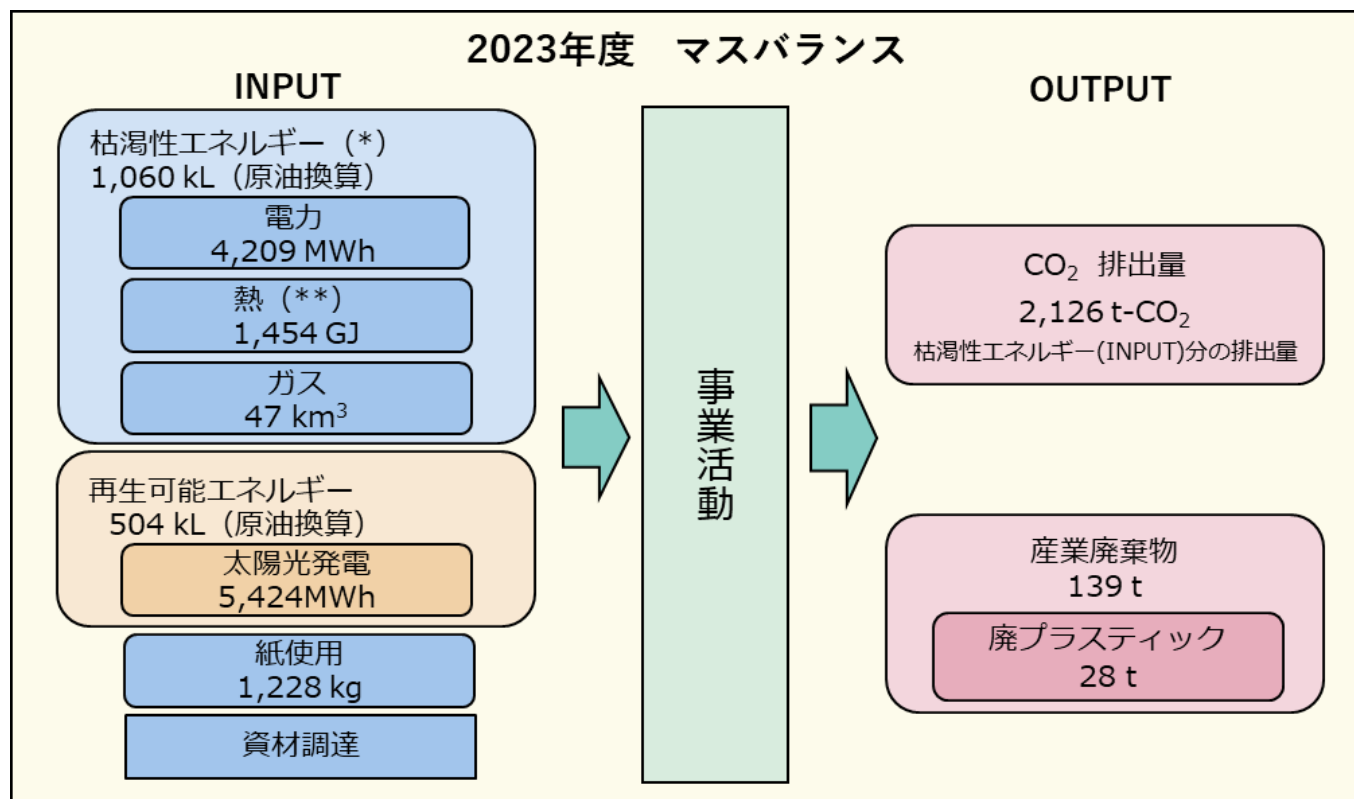 2023年度　マスバランス
INPUT
枯渇性エネルギー（*）
1,060 kL（原油換算）
電力
4,209 MWh
熱（**）
1,454 GJ
ガス
47 km³
再生可能エネルギー
504 kL（原油換算）
太陽光発電
5,424MWh
紙使用
1,228 kg
資材調達
事業活動
OUTPUT
CO₂ 排出量
2,126 t-CO₂
枯渇性エネルギー(INPUT)分の排出量
産業廃棄物
139 t
廃プラスティック
28 t